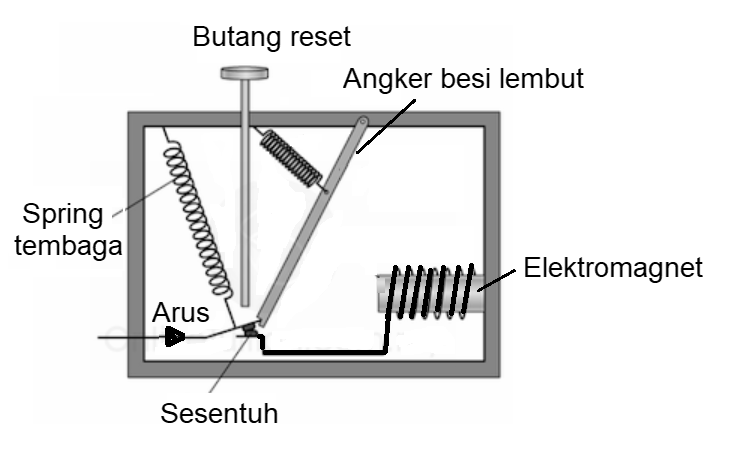 Butang reset
Angker besi lembut
Spring
tembaga
Elektromagnet
Arus
Sesentuh